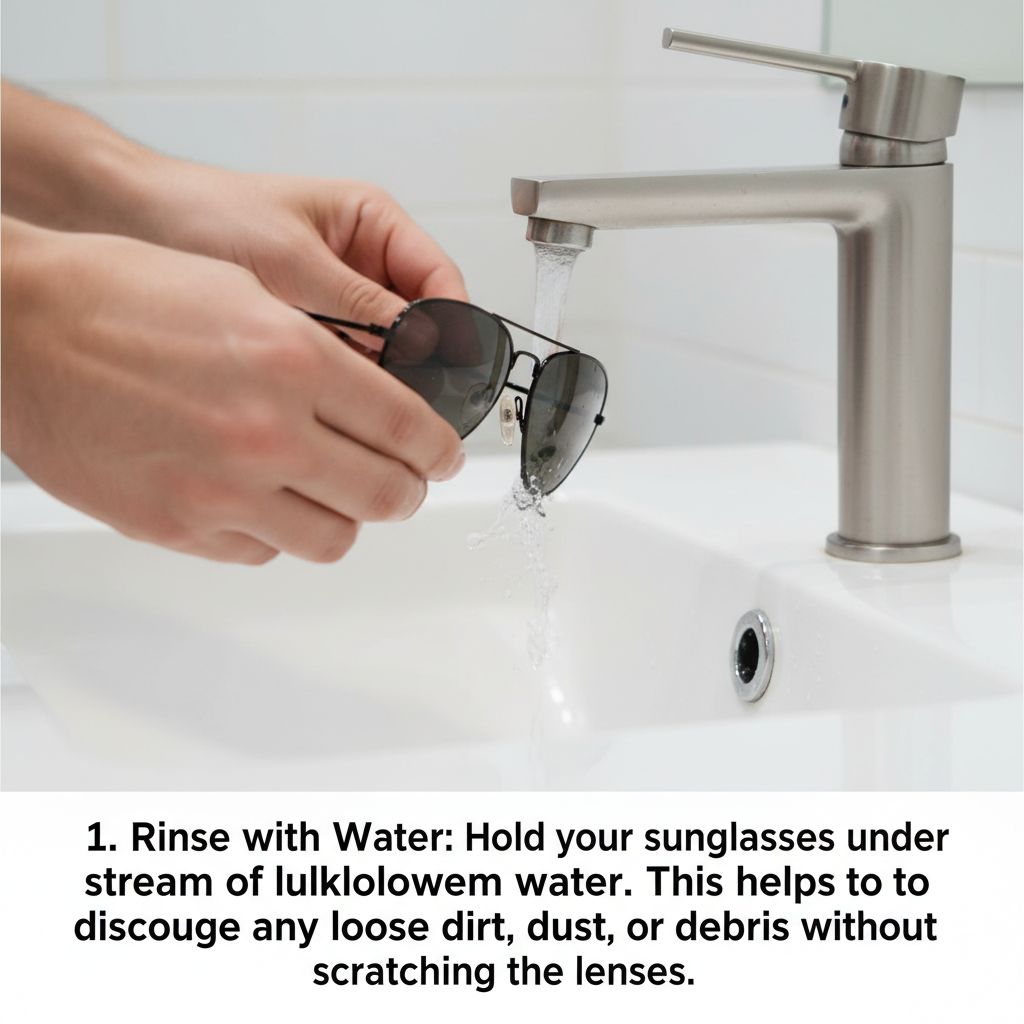 1. Rinse with Water: Hold your sunglasses under
stream of lulklolowem water. This helps to to
discouge any loose dirt, dust, or debris without
scratching the lenses.